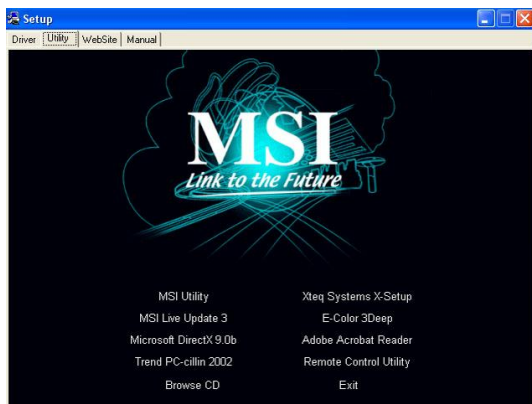 Setup
Driver Utility WebSite Manual
MSI
Link to the Future
MSI Utility Xteq Systems X-Setup
MSI Live Update 3 E-Color 3Deep
Microsoft DirectX 9.0b Adobe Acrobat Reader
Trend PC-cillin 2002 Remote Control Utility
Browse CD Exit